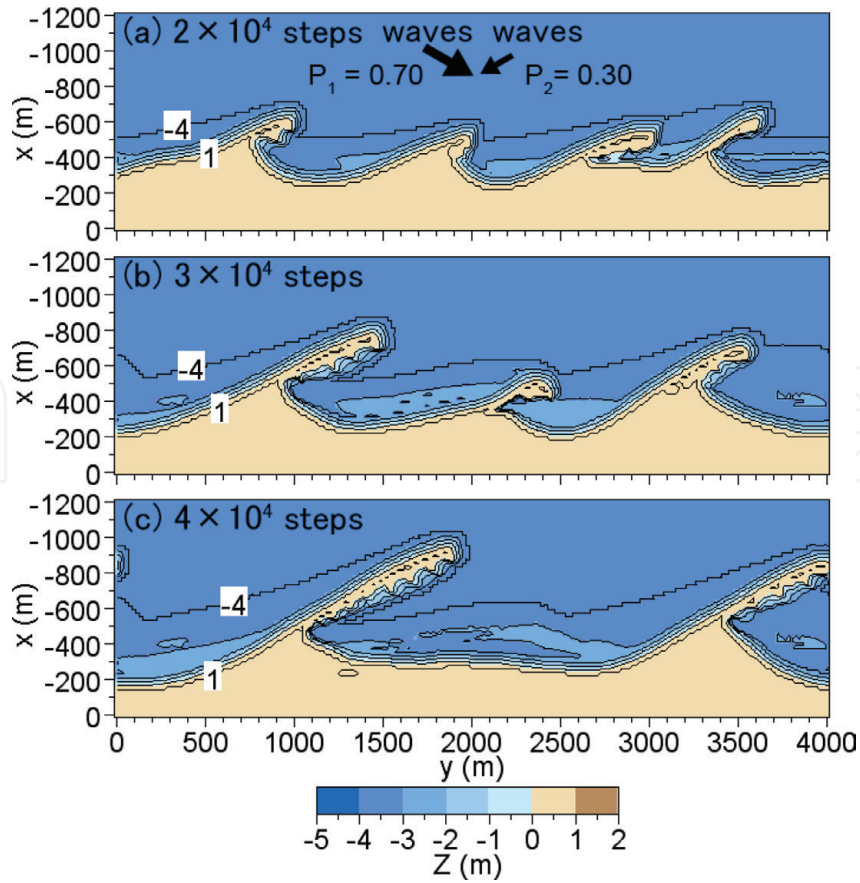 (a) 2×10⁴ steps waves waves
P₁ = 0.70 P₂ = 0.30
-1200
-1000
-800
-600
-400
-200
0
x (m)
-4
1
(b) 3×10⁴ steps
-1200
-1000
-800
-600
-400
-200
0
x (m)
-4
1
(c) 4×10⁴ steps
-1200
-1000
-800
-600
-400
-200
0
x (m)
-4
1
0 500 1000 1500 2000 2500 3000 3500 4000
y (m)
-5 -4 -3 -2 -1 0 1 2
Z (m)